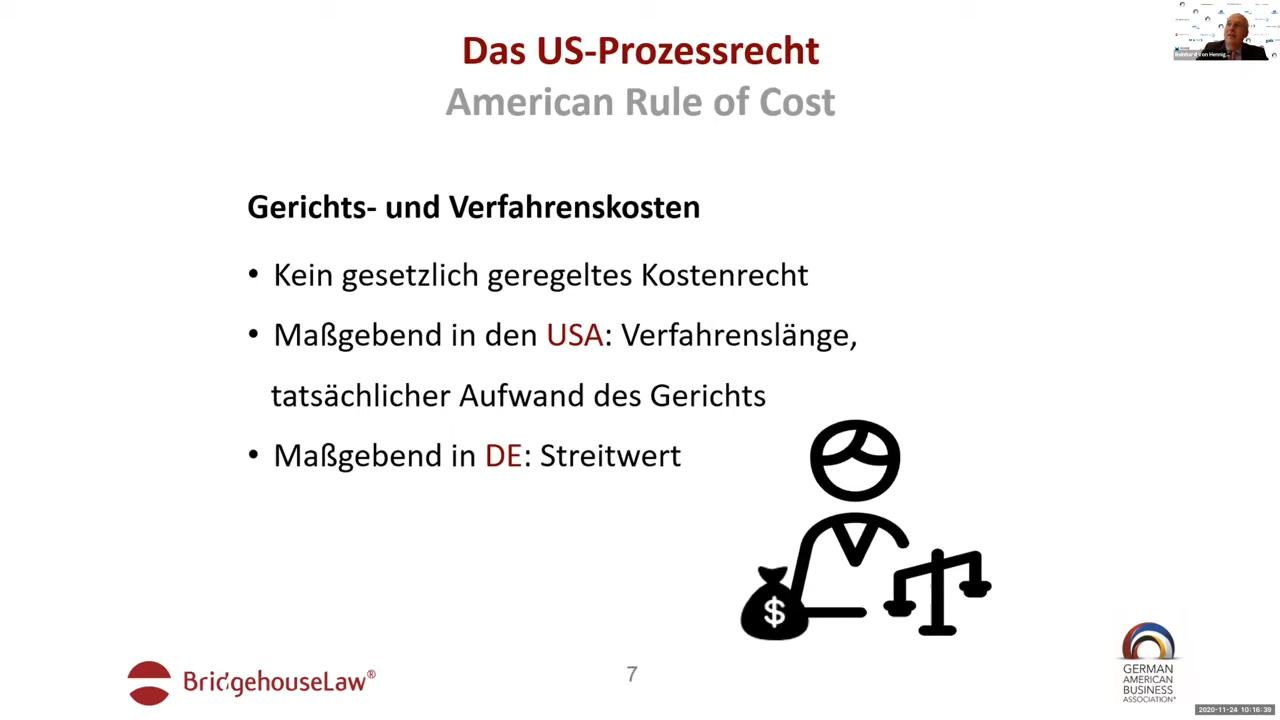 Das US-Prozessrecht
American Rule of Cost
Gerichts- und Verfahrenskosten
• Kein gesetzlich geregeltes Kostenrecht
• Maßgebend in den USA: Verfahrenslänge,
tatsächlicher Aufwand des Gerichts
• Maßgebend in DE: Streitwert
$
BridgehouseLaw®
7
GERMAN
AMERICAN
BUSINESS
ASSOCIATION
2020-11-24 10:16:39